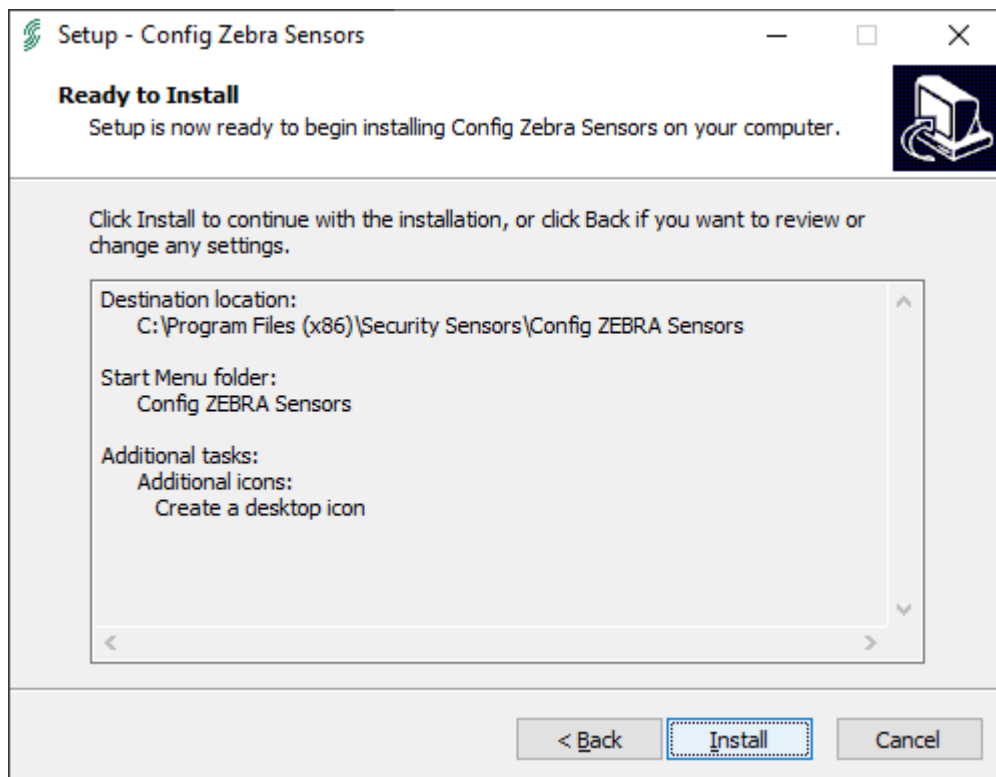 Setup - Config Zebra Sensors
Ready to Install
Setup is now ready to begin installing Config Zebra Sensors on your computer.
Click Install to continue with the installation, or click Back if you want to review or
change any settings.
Destination location:
C:\Program Files (x86)\Security Sensors\Config ZEBRA Sensors
Start Menu folder:
Config ZEBRA Sensors
Additional tasks:
Additional icons:
Create a desktop icon
< Back
Install
Cancel